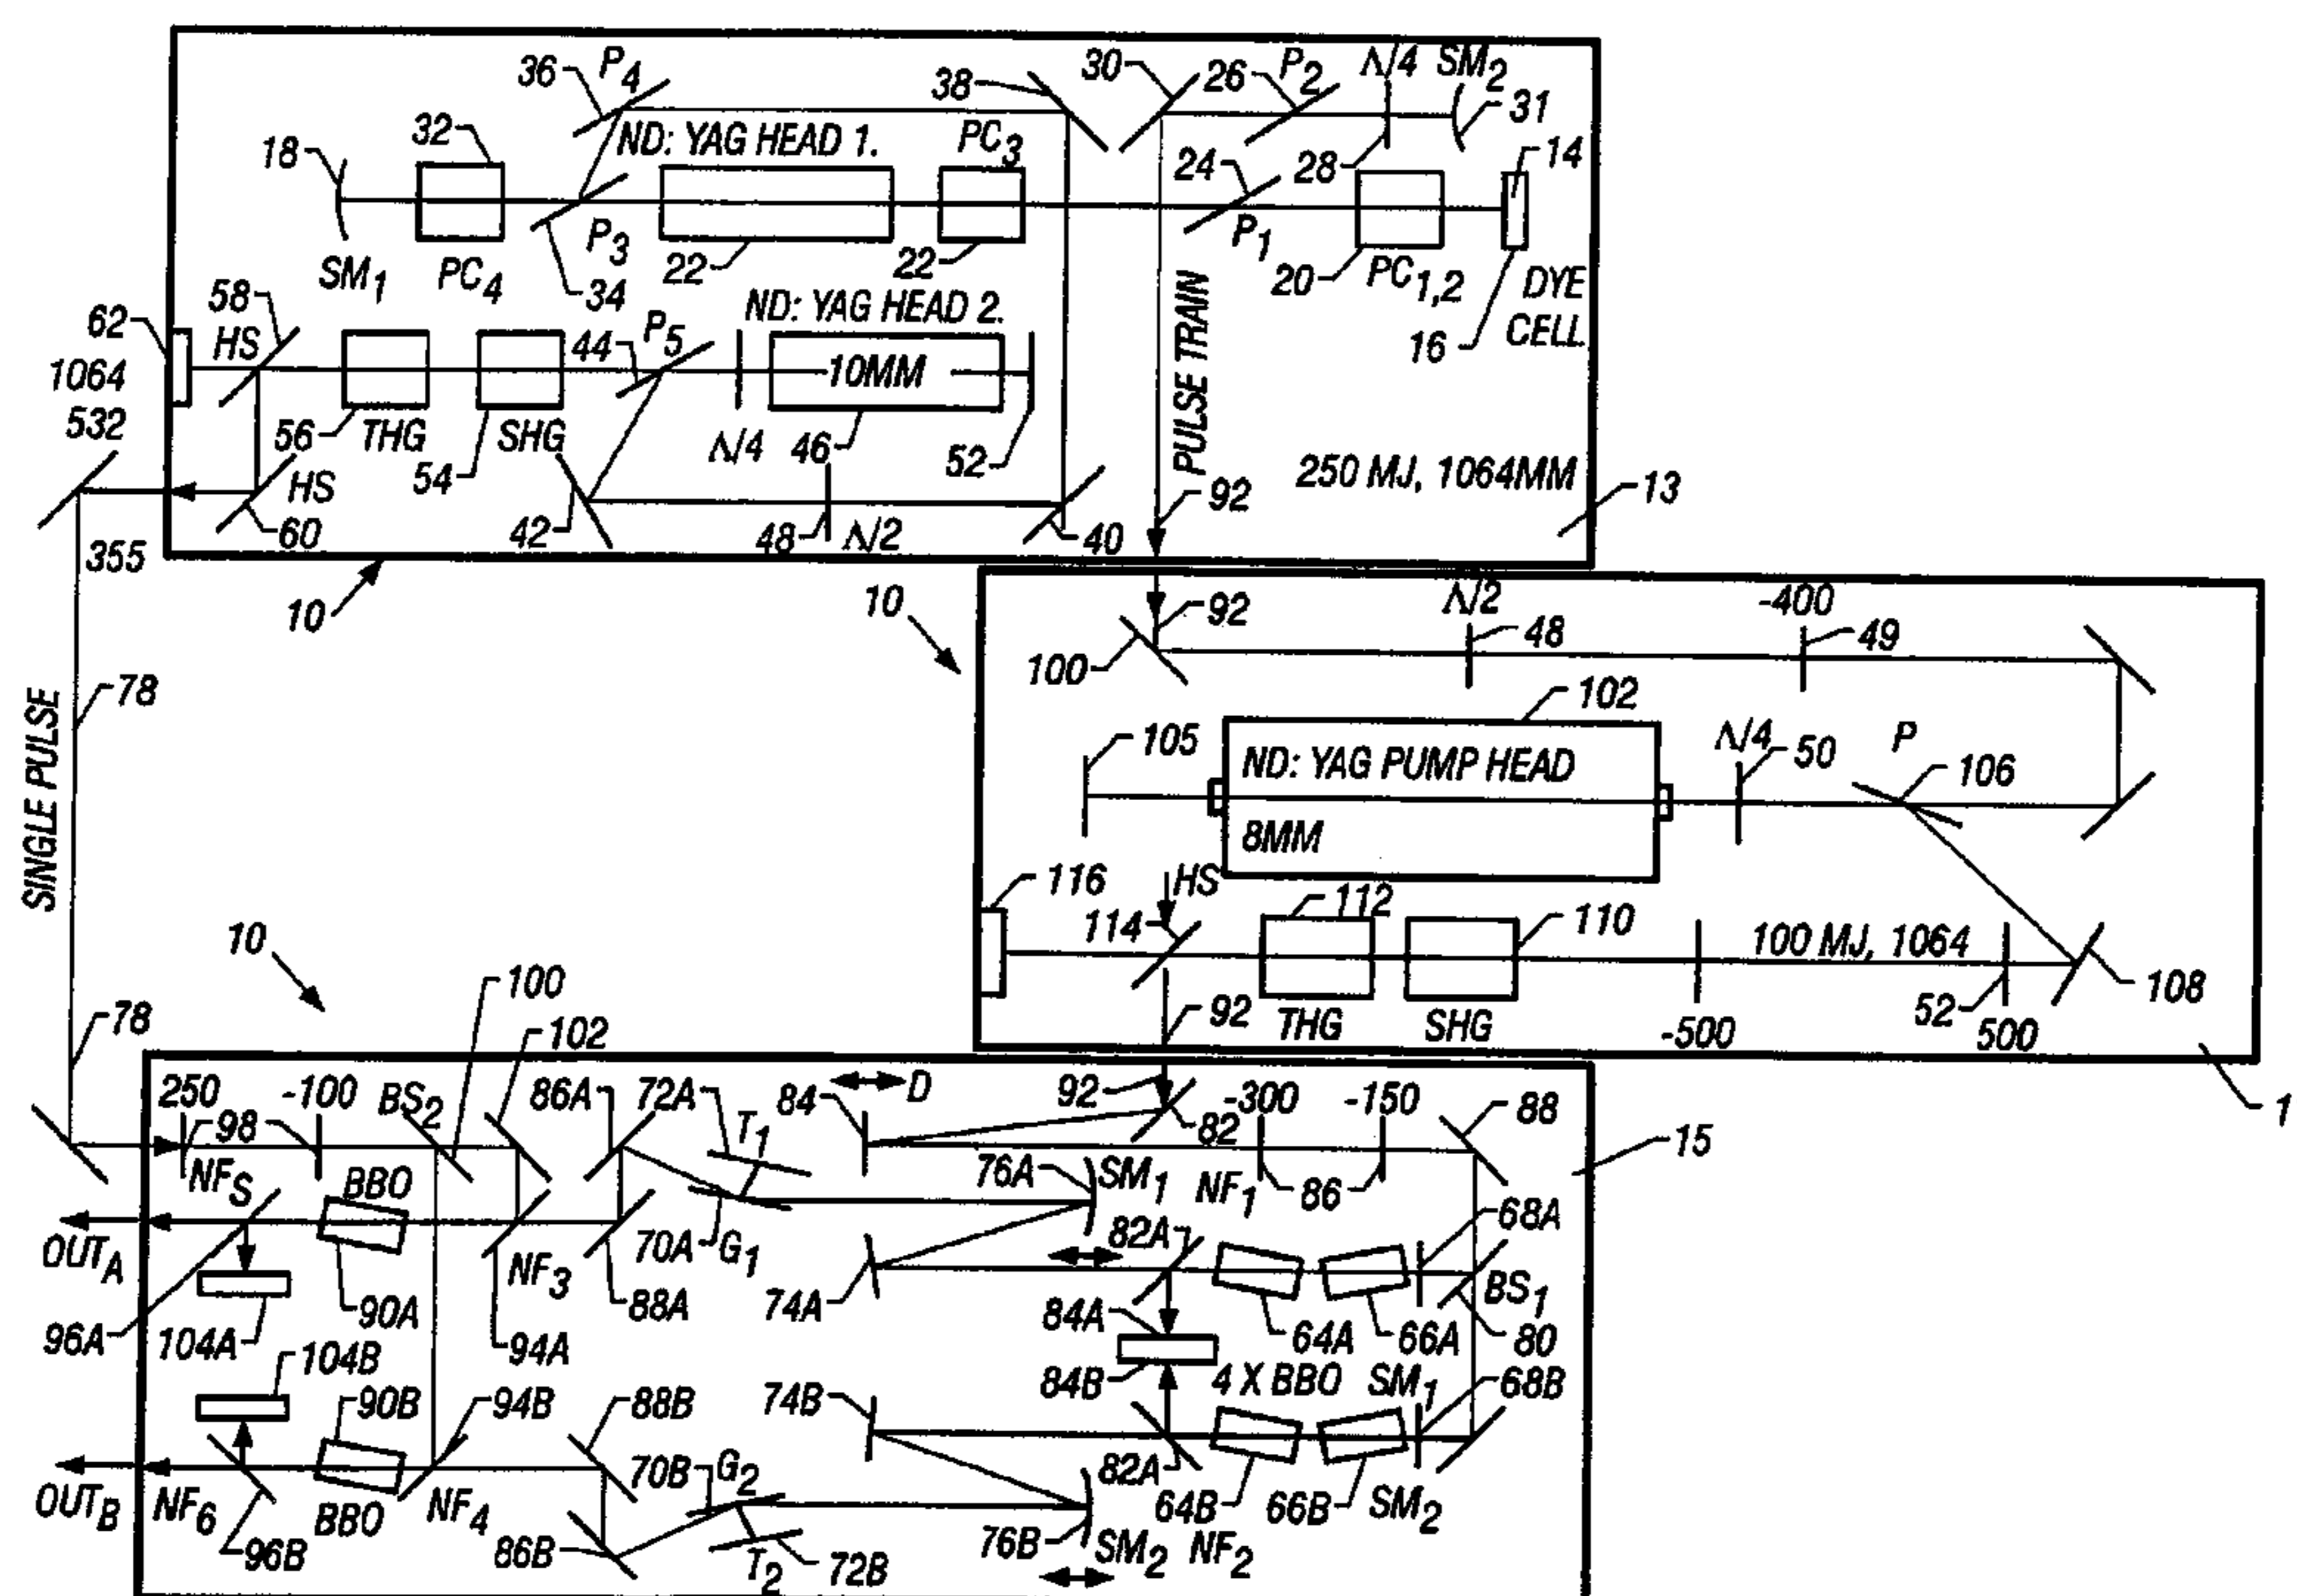 36
P4
38
30
26
P2
Λ/4
SM2
31
18
32
ND: YAG HEAD 1.
PC3
24
28
14
SM1
PC4
P3
34
22
22
P1
20
PC1,2
16
DYE
CELL
62
1064
532
58
HS
44
P5
ND: YAG HEAD 2.
10MM
56
THG
SHG
54
Λ/4
46
52
PULSE TRAIN
250 MJ, 1064MM
13
HS
60
42
48
Λ/2
40
92
355
10
10
92
Λ/2
48
-400
49
100
SINGLE PULSE
78
105
102
ND: YAG PUMP HEAD
8MM
Λ/4
50
P
106
116
HS
114
112
110
100 MJ, 1064
108
THG
SHG
-500
52
500
92
1
10
78
100
102
250
-100
BS2
98
86A
72A
T1
84
D
92
82
-300
-150
88
15
NFS
BBO
76A
SM1
NF1
86
68A
OUTA
NF3
70A
G1
82A
BS1
96A
104A
90A
94A
88A
74A
84A
64A
66A
80
104B
84B
4 X BBO
SM1
68B
90B
94B
88B
74B
OUTB
NF6
BBO
NF4
70B
G2
82A
64B
66B
SM2
96B
86B
T2
72B
76B
SM2
NF2